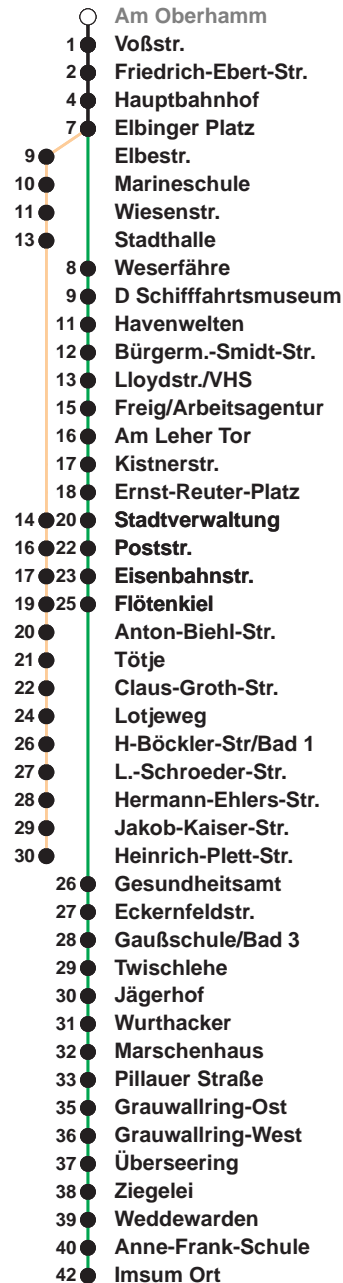 Am Oberhamm
1 Voßstr.
2 Friedrich-Ebert-Str.
4 Hauptbahnhof
7 Elbinger Platz
9 Elbestr.
10 Marineschule
11 Wiesenstr.
13 Stadthalle
8 Weserfähre
9 D Schifffahrtsmuseum
11 Havenwelten
12 Bürgerm.-Smidt-Str.
13 Lloydstr./VHS
15 Freig/Arbeitsagentur
16 Am Leher Tor
17 Kistnerstr.
18 Ernst-Reuter-Platz
14 20 Stadtverwaltung
16 22 Poststr.
17 23 Eisenbahnstr.
19 25 Flötenkiel
20 Anton-Biehl-Str.
21 Tötje
22 Claus-Groth-Str.
24 Lotjeweg
26 H-Böckler-Str/Bad 1
27 L.-Schroeder-Str.
28 Hermann-Ehlers-Str.
29 Jakob-Kaiser-Str.
30 Heinrich-Plett-Str.
26 Gesundheitsamt
27 Eckernfeldstr.
28 Gaußschule/Bad 3
29 Twischlehe
30 Jägerhof
31 Wurthacker
32 Marschenhaus
33 Pillauer Straße
35 Grauwallring-Ost
36 Grauwallring-West
37 Überseering
38 Ziegelei
39 Weddewarden
40 Anne-Frank-Schule
42 Imsum Ort